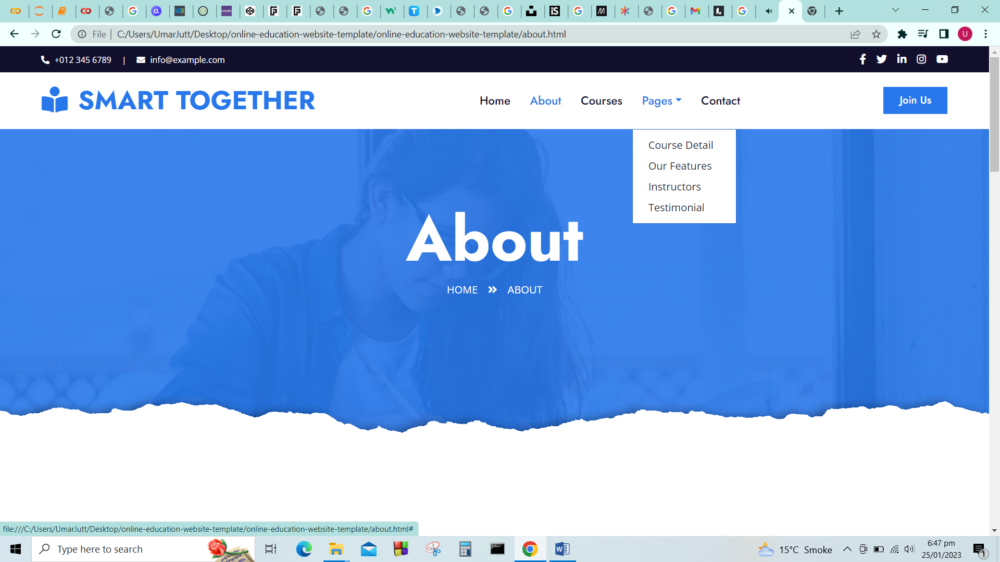 File | C:/Users/UmarJutt/Desktop/online-education-website-template/online-education-website-template/about.html
U
+012 345 6789 | info@example.com
SMART TOGETHER
Home About Courses Pages Contact
Join Us
Course Detail
Our Features
Instructors
Testimonial
About
HOME » ABOUT
file:///C:/Users/UmarJutt/Desktop/online-education-website-template/online-education-website-template/about.html#
Type here to search
15°C Smoke
6:47 pm
25/01/2023
1